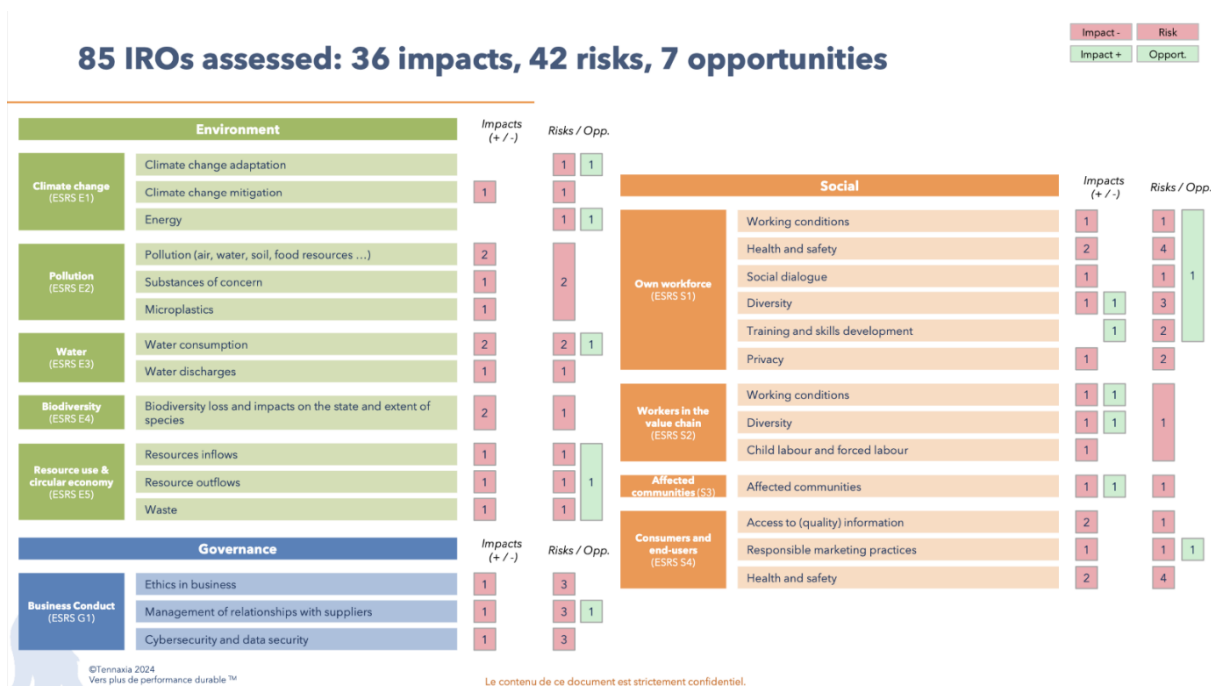 85 IROs assessed: 36 impacts, 42 risks, 7 opportunities
Impact - Risk
Impact + Opport.
Environment
Impacts
(+ / -)
Risks / Opp.
Climate change
(ESRS E1)
Climate change adaptation 1 1
Climate change mitigation 1 1
Energy 1 1
Pollution
(ESRS E2)
Pollution (air, water, soil, food resources ...) 2
Substances of concern 1 2
Microplastics 1
Water
(ESRS E3)
Water consumption 2 2 1
Water discharges 1 1
Biodiversity
(ESRS E4)
Biodiversity loss and impacts on the state and extent of
species
2 1
Resource use &
circular economy
(ESRS E5)
Resources inflows 1 1
Resource outflows 1 1 1
Waste 1 1
Governance
Impacts
(+ / -)
Risks / Opp.
Business Conduct
(ESRS G1)
Ethics in business 1 3
Management of relationships with suppliers 1 3 1
Cybersecurity and data security 1 3
Social
Impacts
(+ / -)
Risks / Opp.
Own workforce
(ESRS S1)
Working conditions 1 1
Health and safety 2 4
Social dialogue 1 1 1
Diversity 1 1 3
Training and skills development 1 2
Privacy 1 2
Workers in the
value chain
(ESRS S2)
Working conditions 1 1
Diversity 1 1 1
Child labour and forced labour 1
Affected
communities (S3)
Affected communities 1 1 1
Consumers and
end-users
(ESRS S4)
Access to (quality) information 2 1
Responsible marketing practices 1 1 1
Health and safety 2 4
©Tennaxia 2024
Vers plus de performance durable ™
Le contenu de ce document est strictement confidentiel.